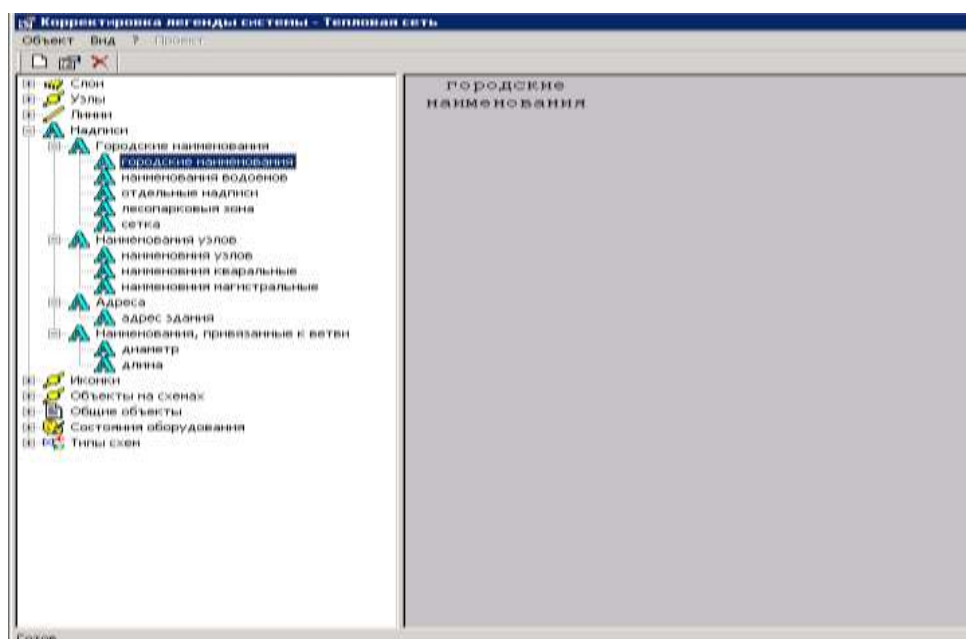 Корректировка легенды системы - Тепловая сеть
Объект Вид ? Проект
Слои
Узлы
Линии
Надписи
Городские наименования
городские наименования
наименования водоемов
отдельные надписи
лесопарковыя зона
сетка
Наименования узлов
наименовния узлов
наименовния кваральные
наименовния магистральные
Адреса
адрес здания
Наименования, привязанные к ветви
диаметр
длина
Иконки
Объекты на схемах
Общие объекты
Состояния оборудования
Типы схем
городские
наименования
Готов